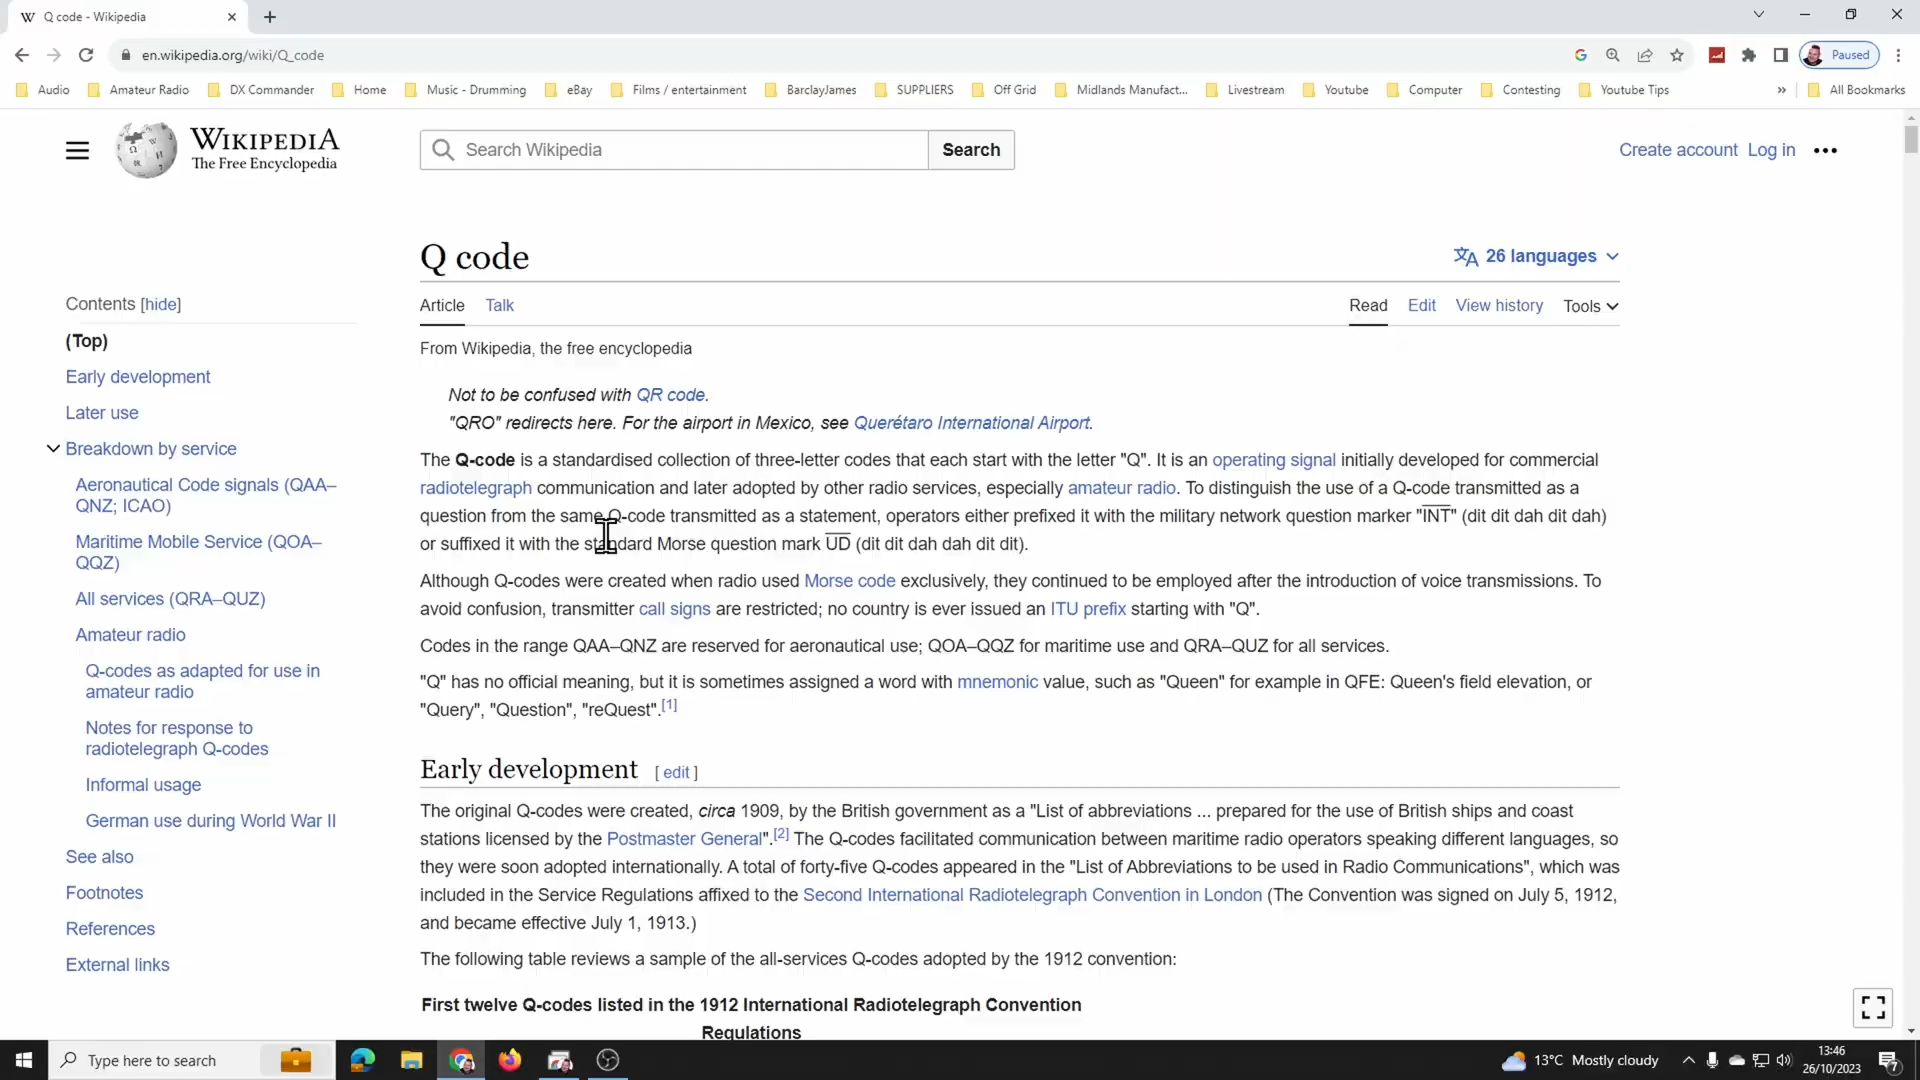 Q code - Wikipedia
en.wikipedia.org/wiki/Q_code
Paused
Audio
Amateur Radio
DX Commander
Home
Music - Drumming
eBay
Films / entertainment
BarclayJames
SUPPLIERS
Off Grid
Midlands Manufact...
Livestream
Youtube
Computer
Contesting
Youtube Tips
»
All Bookmarks
WIKIPEDIA
The Free Encyclopedia
Search Wikipedia
Search
Create account
Log in
Q code
26 languages
Article
Talk
Read
Edit
View history
Tools
From Wikipedia, the free encyclopedia
Not to be confused with QR code.
"QRO" redirects here. For the airport in Mexico, see Querétaro International Airport.
The Q-code is a standardised collection of three-letter codes that each start with the letter "Q". It is an operating signal initially developed for commercial
radiotelegraph communication and later adopted by other radio services, especially amateur radio. To distinguish the use of a Q-code transmitted as a
question from the same Q-code transmitted as a statement, operators either prefixed it with the military network question marker "INT" (dit dit dah dit dah)
or suffixed it with the standard Morse question mark UD (dit dit dah dah dit dit).
Although Q-codes were created when radio used Morse code exclusively, they continued to be employed after the introduction of voice transmissions. To
avoid confusion, transmitter call signs are restricted; no country is ever issued an ITU prefix starting with "Q".
Codes in the range QAA–QNZ are reserved for aeronautical use; QOA–QQZ for maritime use and QRA–QUZ for all services.
"Q" has no official meaning, but it is sometimes assigned a word with mnemonic value, such as "Queen" for example in QFE: Queen's field elevation, or
"Query", "Question", "reQuest".[1]
Early development [ edit ]
The original Q-codes were created, circa 1909, by the British government as a "List of abbreviations ... prepared for the use of British ships and coast
stations licensed by the Postmaster General".[2] The Q-codes facilitated communication between maritime radio operators speaking different languages, so
they were soon adopted internationally. A total of forty-five Q-codes appeared in the "List of Abbreviations to be used in Radio Communications", which was
included in the Service Regulations affixed to the Second International Radiotelegraph Convention in London (The Convention was signed on July 5, 1912,
and became effective July 1, 1913.)
The following table reviews a sample of the all-services Q-codes adopted by the 1912 convention:
First twelve Q-codes listed in the 1912 International Radiotelegraph Convention
Regulations
Contents [hide]
(Top)
Early development
Later use
Breakdown by service
Aeronautical Code signals (QAA–
QNZ; ICAO)
Maritime Mobile Service (QOA–
QQZ)
All services (QRA–QUZ)
Amateur radio
Q-codes as adapted for use in
amateur radio
Notes for response to
radiotelegraph Q-codes
Informal usage
German use during World War II
See also
Footnotes
References
External links
Type here to search
13°C Mostly cloudy
13:46
26/10/2023
7